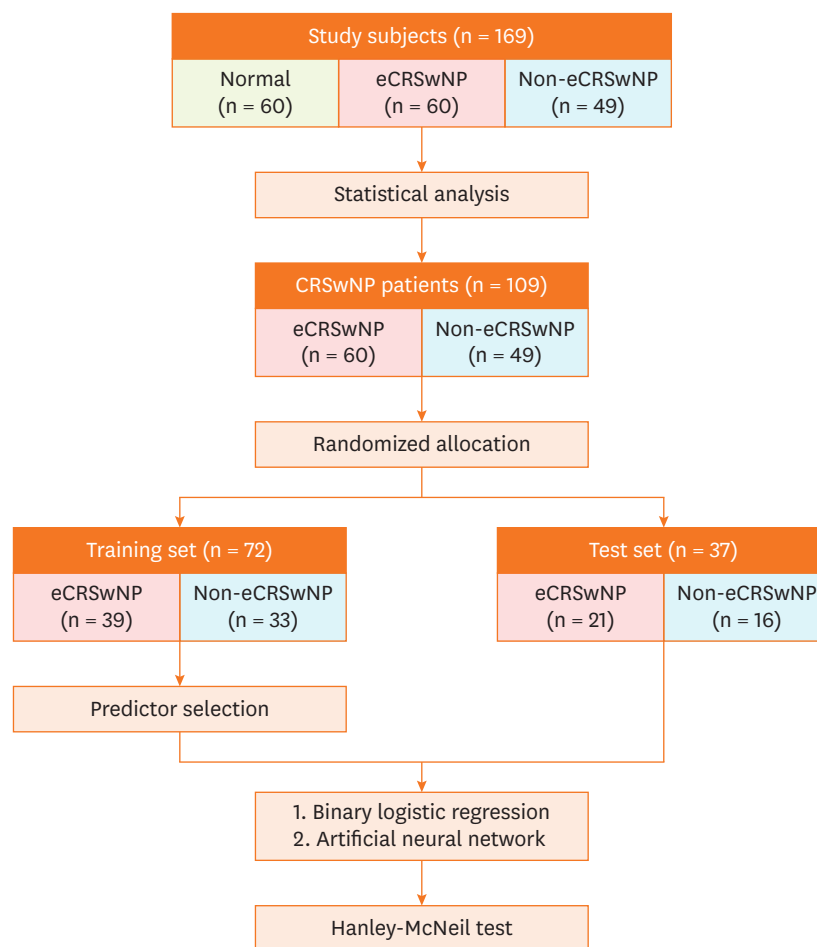 Study subjects (n = 169)
Normal
(n = 60)
eCRSwNP
(n = 60)
Non-eCRSwNP
(n = 49)
Statistical analysis
CRSwNP patients (n = 109)
eCRSwNP
(n = 60)
Non-eCRSwNP
(n = 49)
Randomized allocation
Training set (n = 72)
eCRSwNP
(n = 39)
Non-eCRSwNP
(n = 33)
Test set (n = 37)
eCRSwNP
(n = 21)
Non-eCRSwNP
(n = 16)
Predictor selection
1. Binary logistic regression
2. Artificial neural network
Hanley-McNeil test